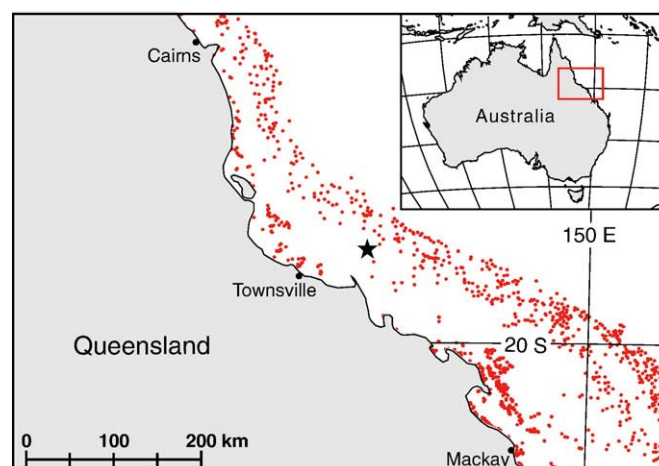 Cairns
Australia
150 E
Townsville
Queensland
20 S
0 100 200 km
Mackay